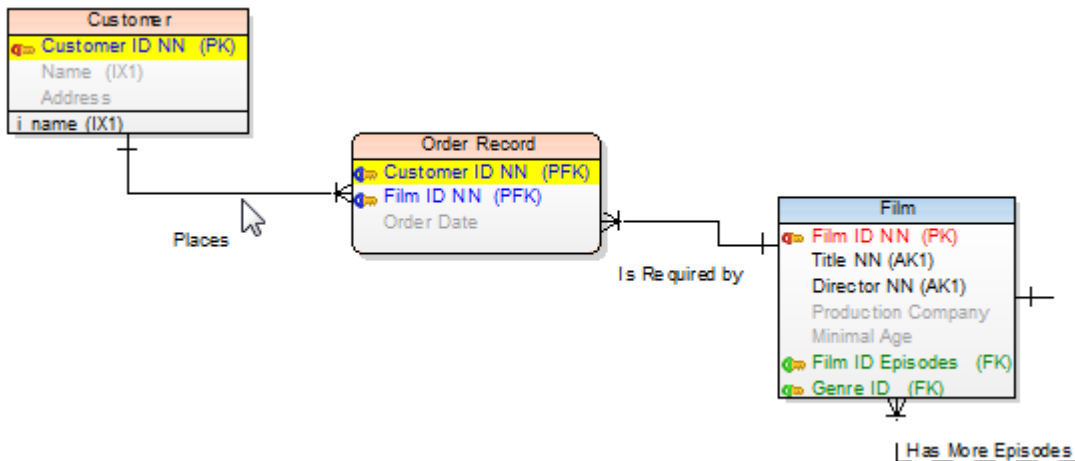 Customer
Customer ID NN (PK)
Name (IX1)
Address
i_name (IX1)
Places
Order Record
Customer ID NN (PFK)
Film ID NN (PFK)
Order Date
Is Required by
Film
Film ID NN (PK)
Title NN (AK1)
Director NN (AK1)
Production Company
Minimal Age
Film ID Episodes (FK)
Genre ID (FK)
Has More Episodes